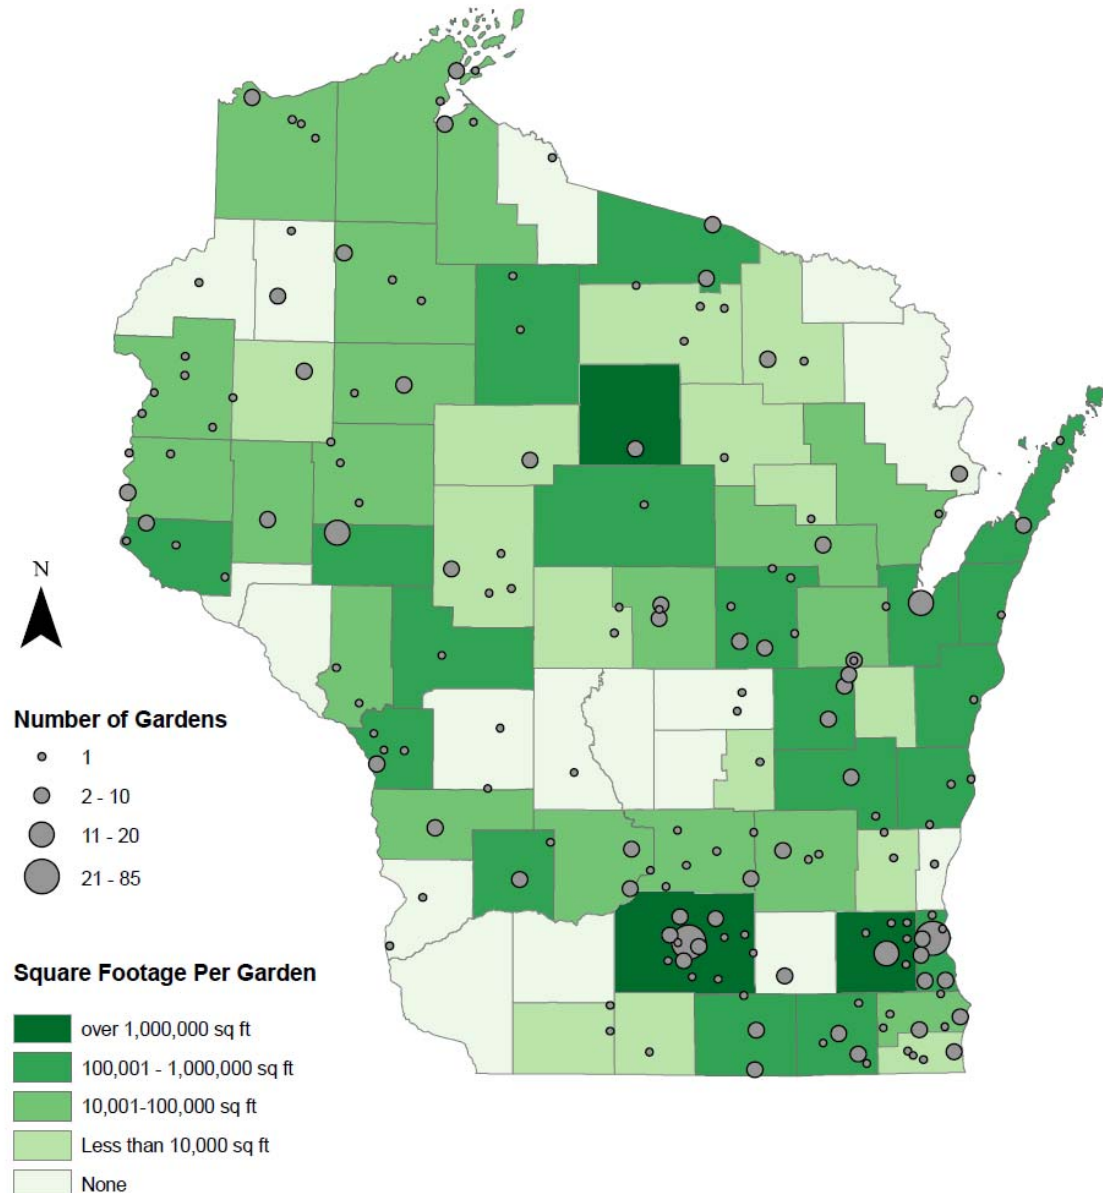 N
Number of Gardens
1
2 - 10
11 - 20
21 - 85
Square Footage Per Garden
over 1,000,000 sq ft
100,001 - 1,000,000 sq ft
10,001-100,000 sq ft
Less than 10,000 sq ft
None